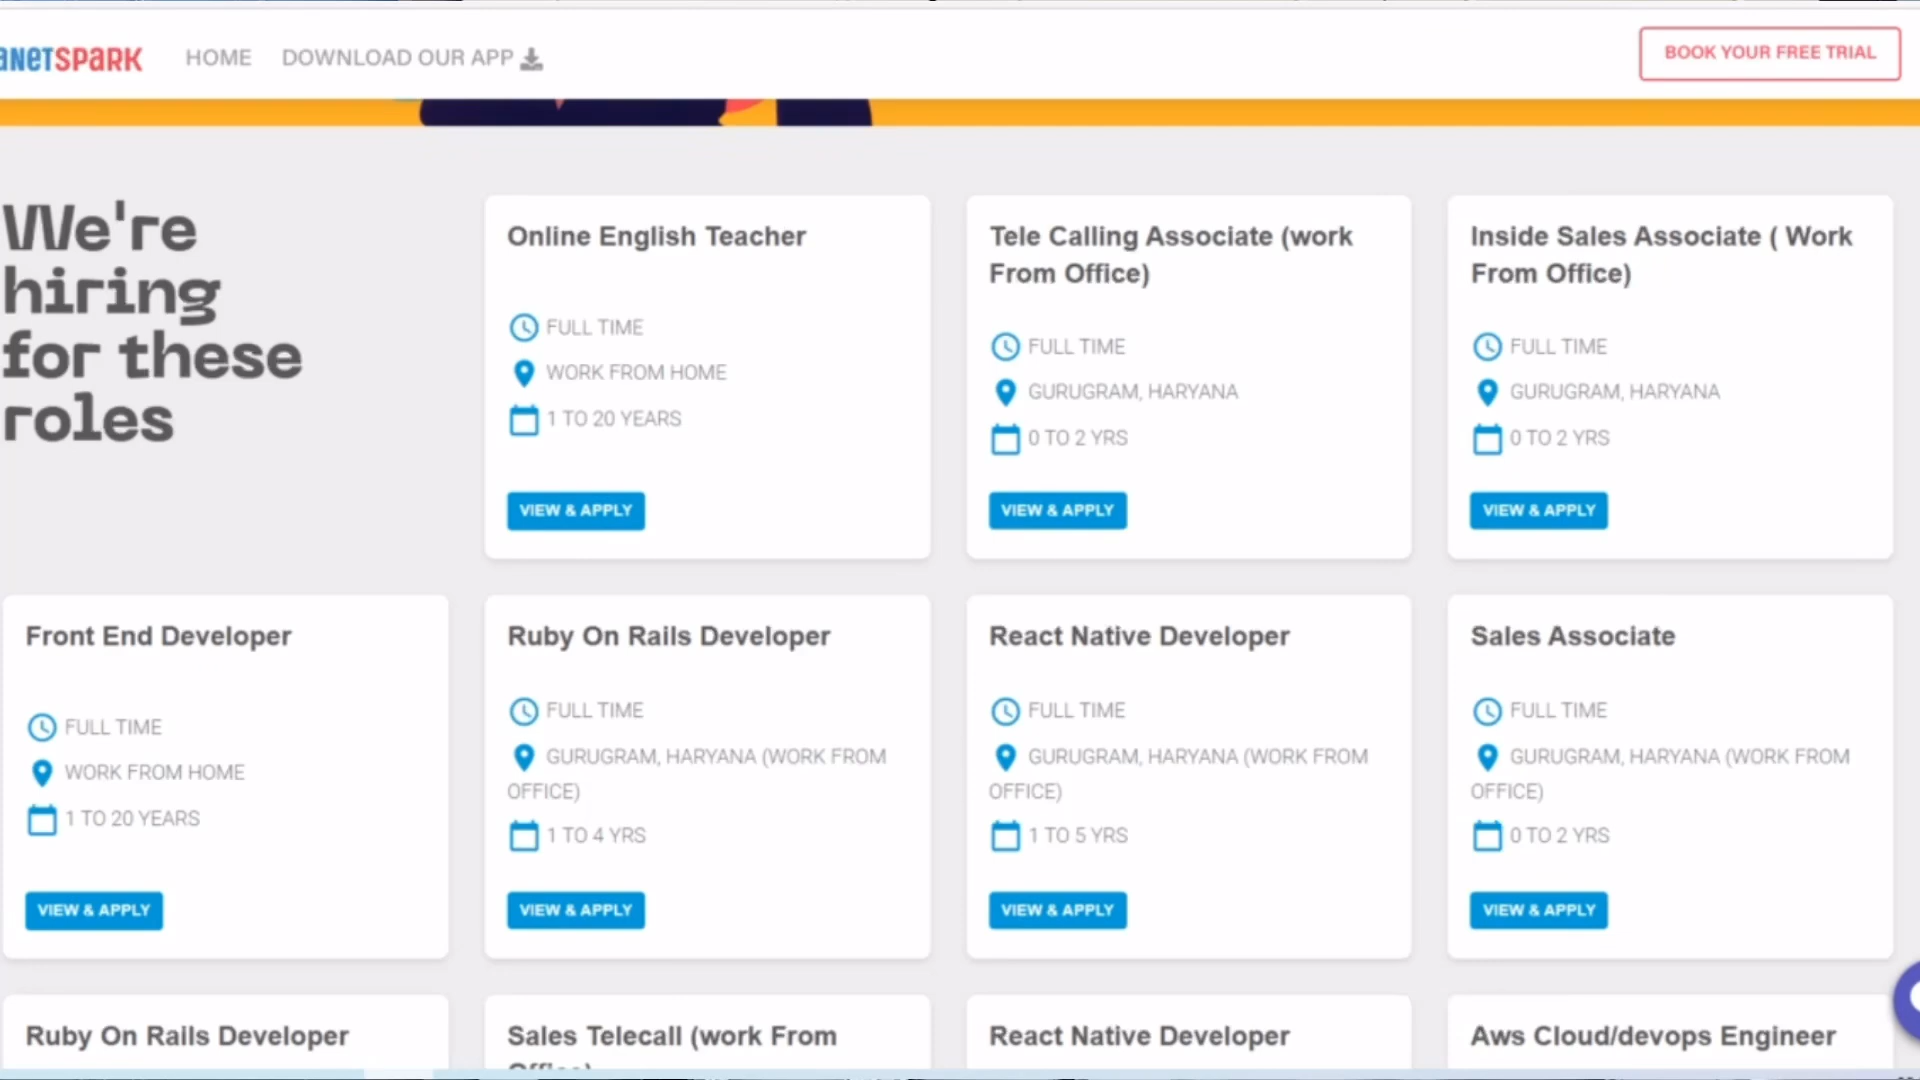 anetspark
HOME
DOWNLOAD OUR APP
BOOK YOUR FREE TRIAL
We're
hiring
for these
roles
Online English Teacher
FULL TIME
WORK FROM HOME
1 TO 20 YEARS
VIEW & APPLY
Tele Calling Associate (work
From Office)
FULL TIME
GURUGRAM, HARYANA
0 TO 2 YRS
VIEW & APPLY
Inside Sales Associate ( Work
From Office)
FULL TIME
GURUGRAM, HARYANA
0 TO 2 YRS
VIEW & APPLY
Front End Developer
FULL TIME
WORK FROM HOME
1 TO 20 YEARS
VIEW & APPLY
Ruby On Rails Developer
FULL TIME
GURUGRAM, HARYANA (WORK FROM
OFFICE)
1 TO 4 YRS
VIEW & APPLY
React Native Developer
FULL TIME
GURUGRAM, HARYANA (WORK FROM
OFFICE)
1 TO 5 YRS
VIEW & APPLY
Sales Associate
FULL TIME
GURUGRAM, HARYANA (WORK FROM
OFFICE)
0 TO 2 YRS
VIEW & APPLY
Ruby On Rails Developer
Sales Telecall (work From
React Native Developer
Aws Cloud/devops Engineer